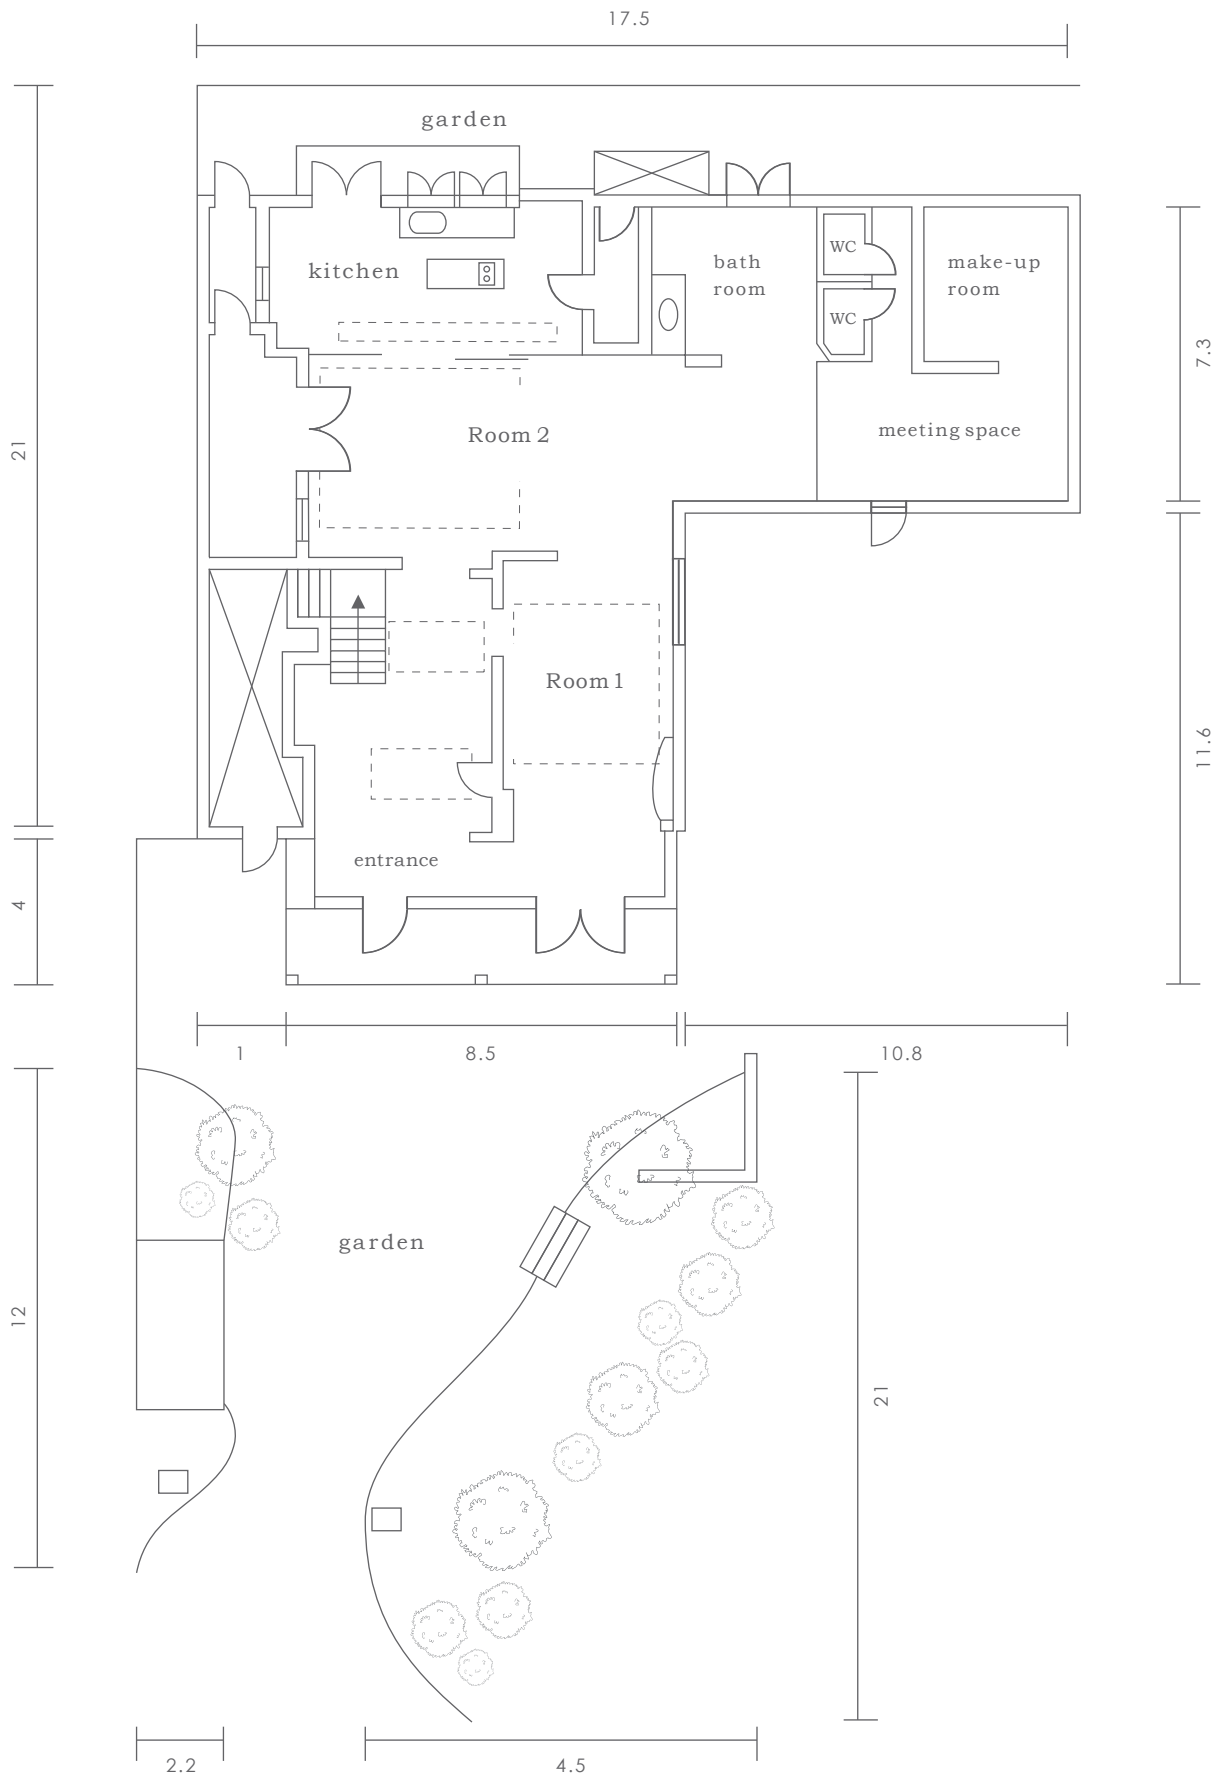 17.5
garden
kitchen
bath
room
WC
make-up
room
WC
7.3
meeting space
Room 2
21
Room 1
11.6
entrance
4
1
8.5
10.8
garden
12
21
2.2
4.5